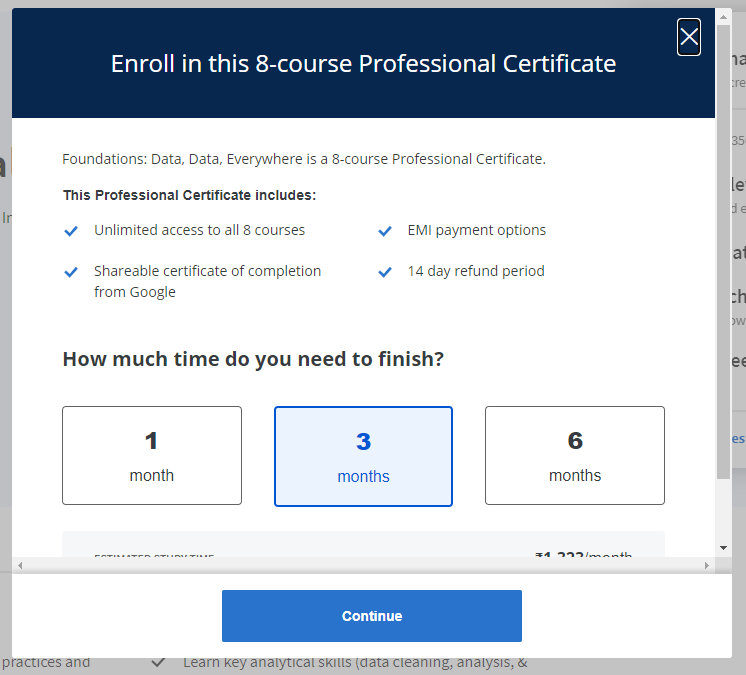 Enroll in this 8-course Professional Certificate
Foundations: Data, Data, Everywhere is a 8-course Professional Certificate.
This Professional Certificate includes:
Unlimited access to all 8 courses
EMI payment options
Shareable certificate of completion
from Google
14 day refund period
How much time do you need to finish?
1
month
3
months
6
months
ESTIMATED STUDY TIME
₹1,323/month
Continue
practices and
Learn key analytical skills (data cleaning, analysis, &